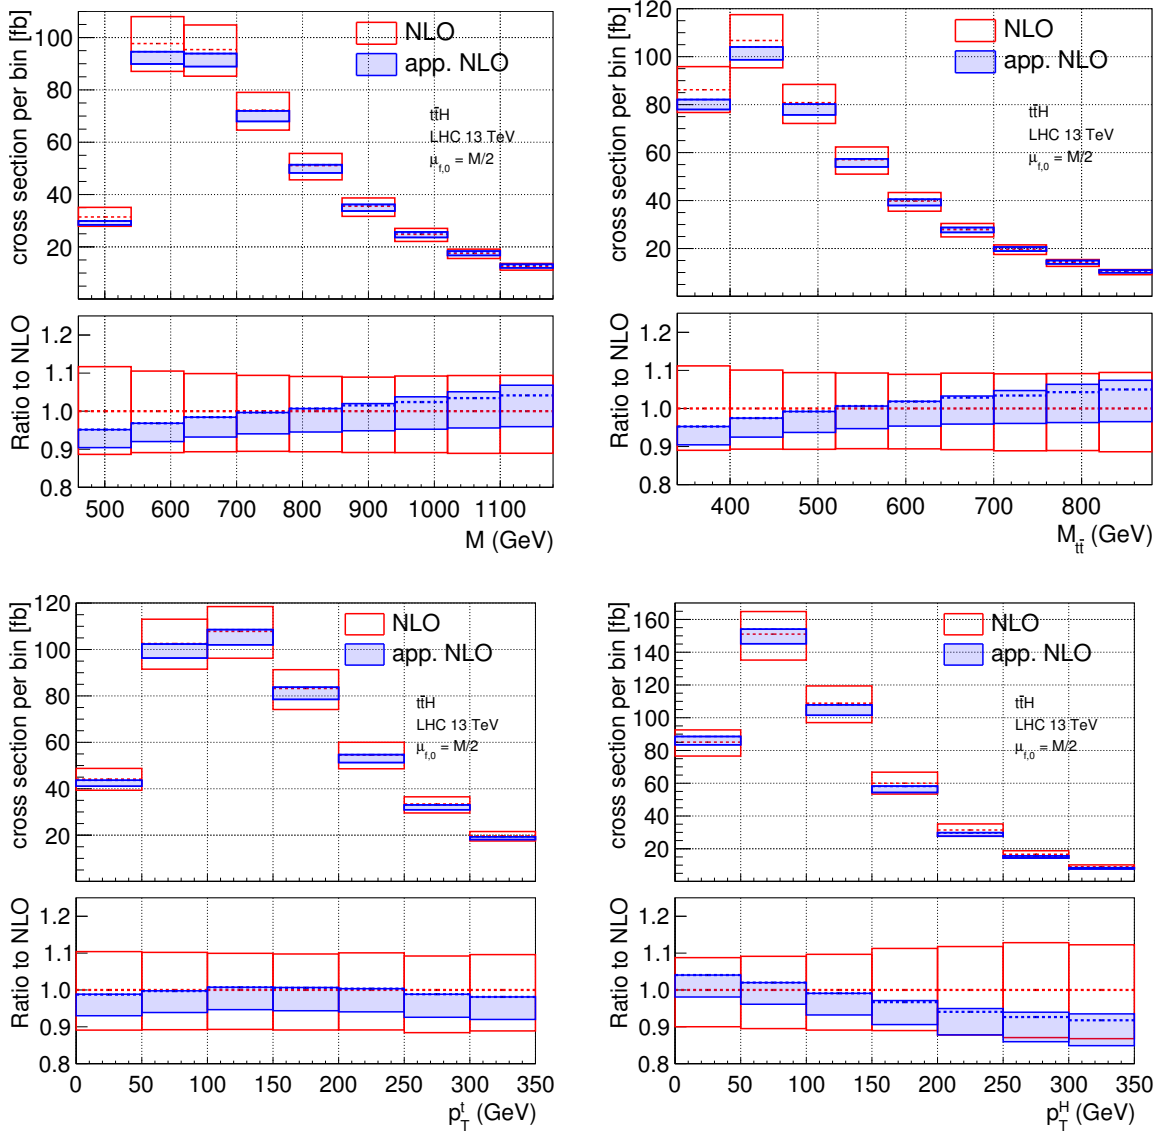 cross section per bin [fb]
100
80
60
40
20
NLO
app. NLO
tt̄H
LHC 13 TeV
μf,0 = M/2
Ratio to NLO
1.2
1.1
1.0
0.9
0.8
500 600 700 800 900 1000 1100
M (GeV)
cross section per bin [fb]
120
100
80
60
40
20
NLO
app. NLO
tt̄H
LHC 13 TeV
μf,0 = M/2
Ratio to NLO
1.2
1.1
1.0
0.9
0.8
400 500 600 700 800
Mtt̄ (GeV)
cross section per bin [fb]
120
100
80
60
40
20
NLO
app. NLO
tt̄H
LHC 13 TeV
μf,0 = M/2
Ratio to NLO
1.2
1.1
1.0
0.9
0.8
0 50 100 150 200 250 300 350
pTt (GeV)
cross section per bin [fb]
160
140
120
100
80
60
40
20
NLO
app. NLO
tt̄H
LHC 13 TeV
μf,0 = M/2
Ratio to NLO
1.2
1.1
1.0
0.9
0.8
0 50 100 150 200 250 300 350
pTH (GeV)